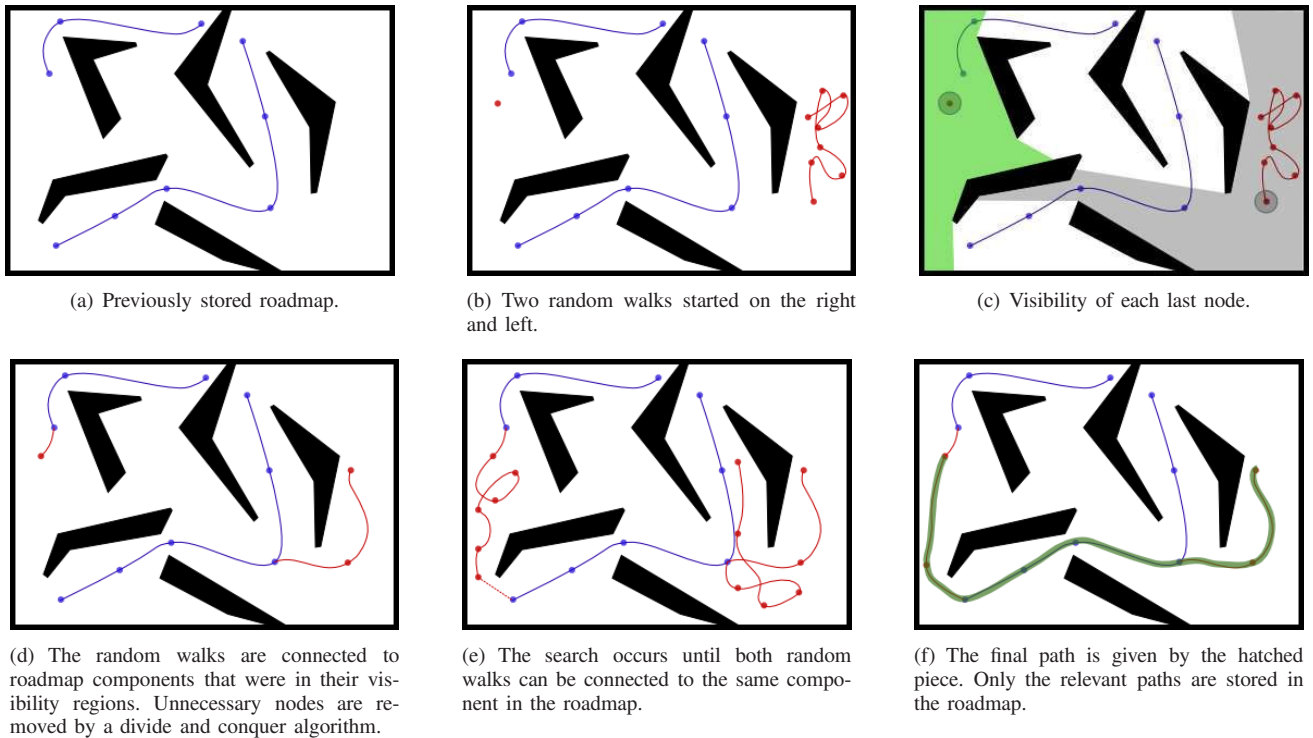 (a) Previously stored roadmap.
(b) Two random walks started on the right
and left.
(c) Visibility of each last node.
(d) The random walks are connected to
roadmap components that were in their vis-
ibility regions. Unnecessary nodes are re-
moved by a divide and conquer algorithm.
(e) The search occurs until both random
walks can be connected to the same compo-
nent in the roadmap.
(f) The final path is given by the hatched
piece. Only the relevant paths are stored in
the roadmap.